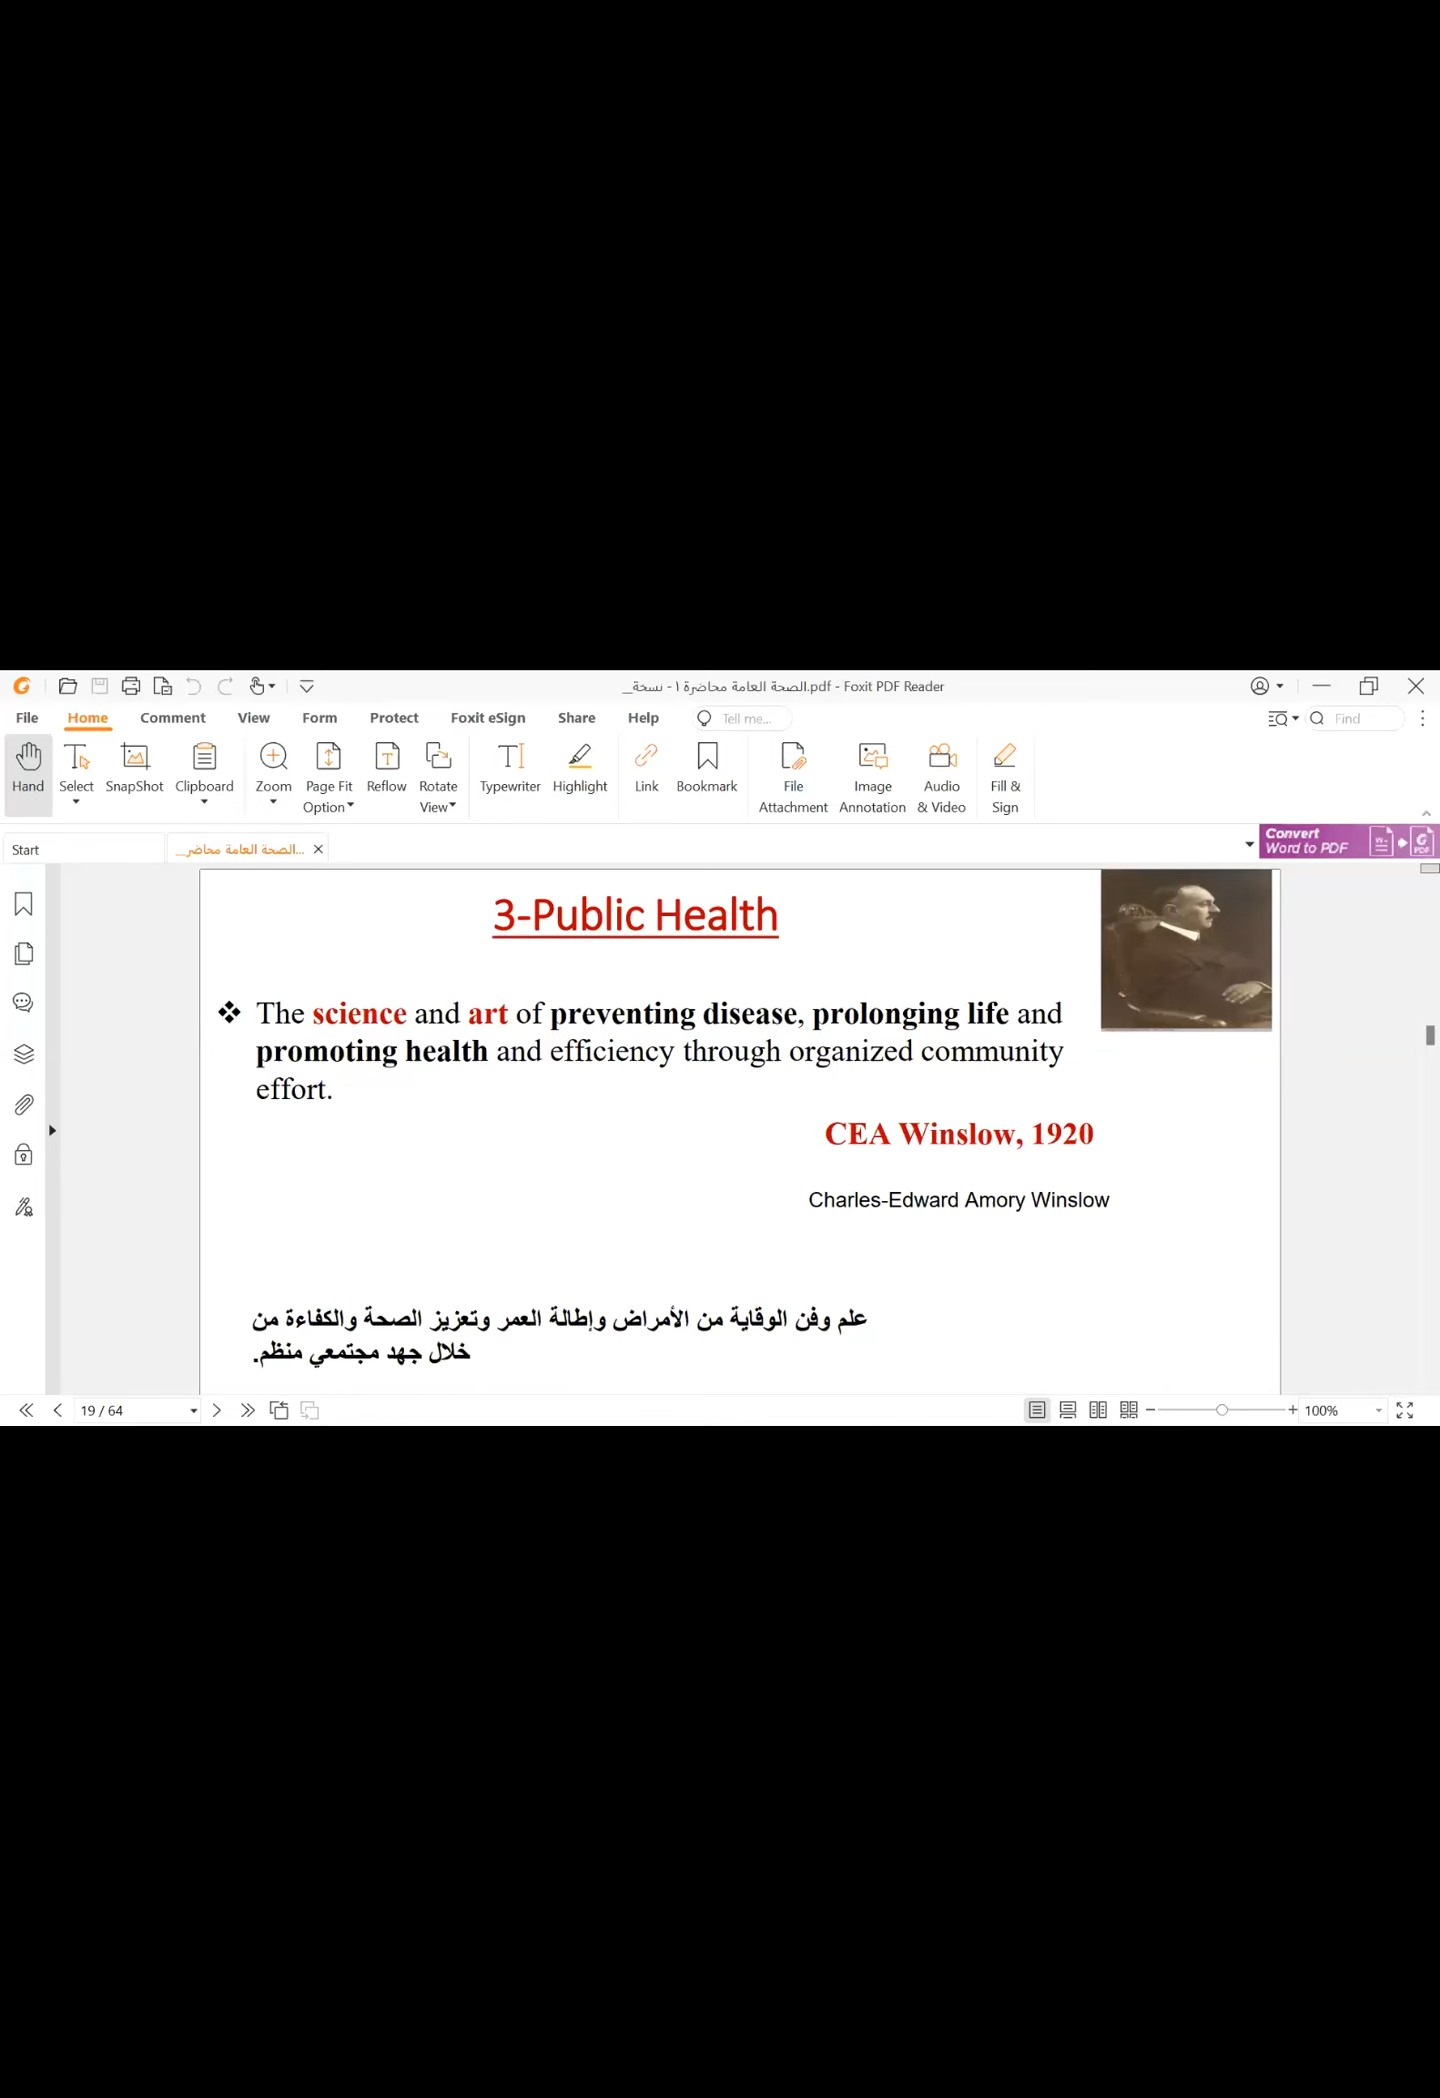 الصحة العامة محاضرة ١ - نسخة__.pdf - Foxit PDF Reader
File Home Comment View Form Protect Foxit eSign Share Help Tell me... Find
Hand Select SnapShot Clipboard Zoom Page Fit Option Reflow Rotate View Typewriter Highlight Link Bookmark File Attachment Image Annotation Audio & Video Fill & Sign
Start
الصحة العامة محاضر...__
Convert
Word to PDF
3-Public Health
❖ The science and art of preventing disease, prolonging life and
promoting health and efficiency through organized community
effort.
CEA Winslow, 1920
Charles-Edward Amory Winslow
علم وفن الوقاية من الأمراض وإطالة العمر وتعزيز الصحة والكفاءة من
خلال جهد مجتمعي منظم.
19 / 64
100%